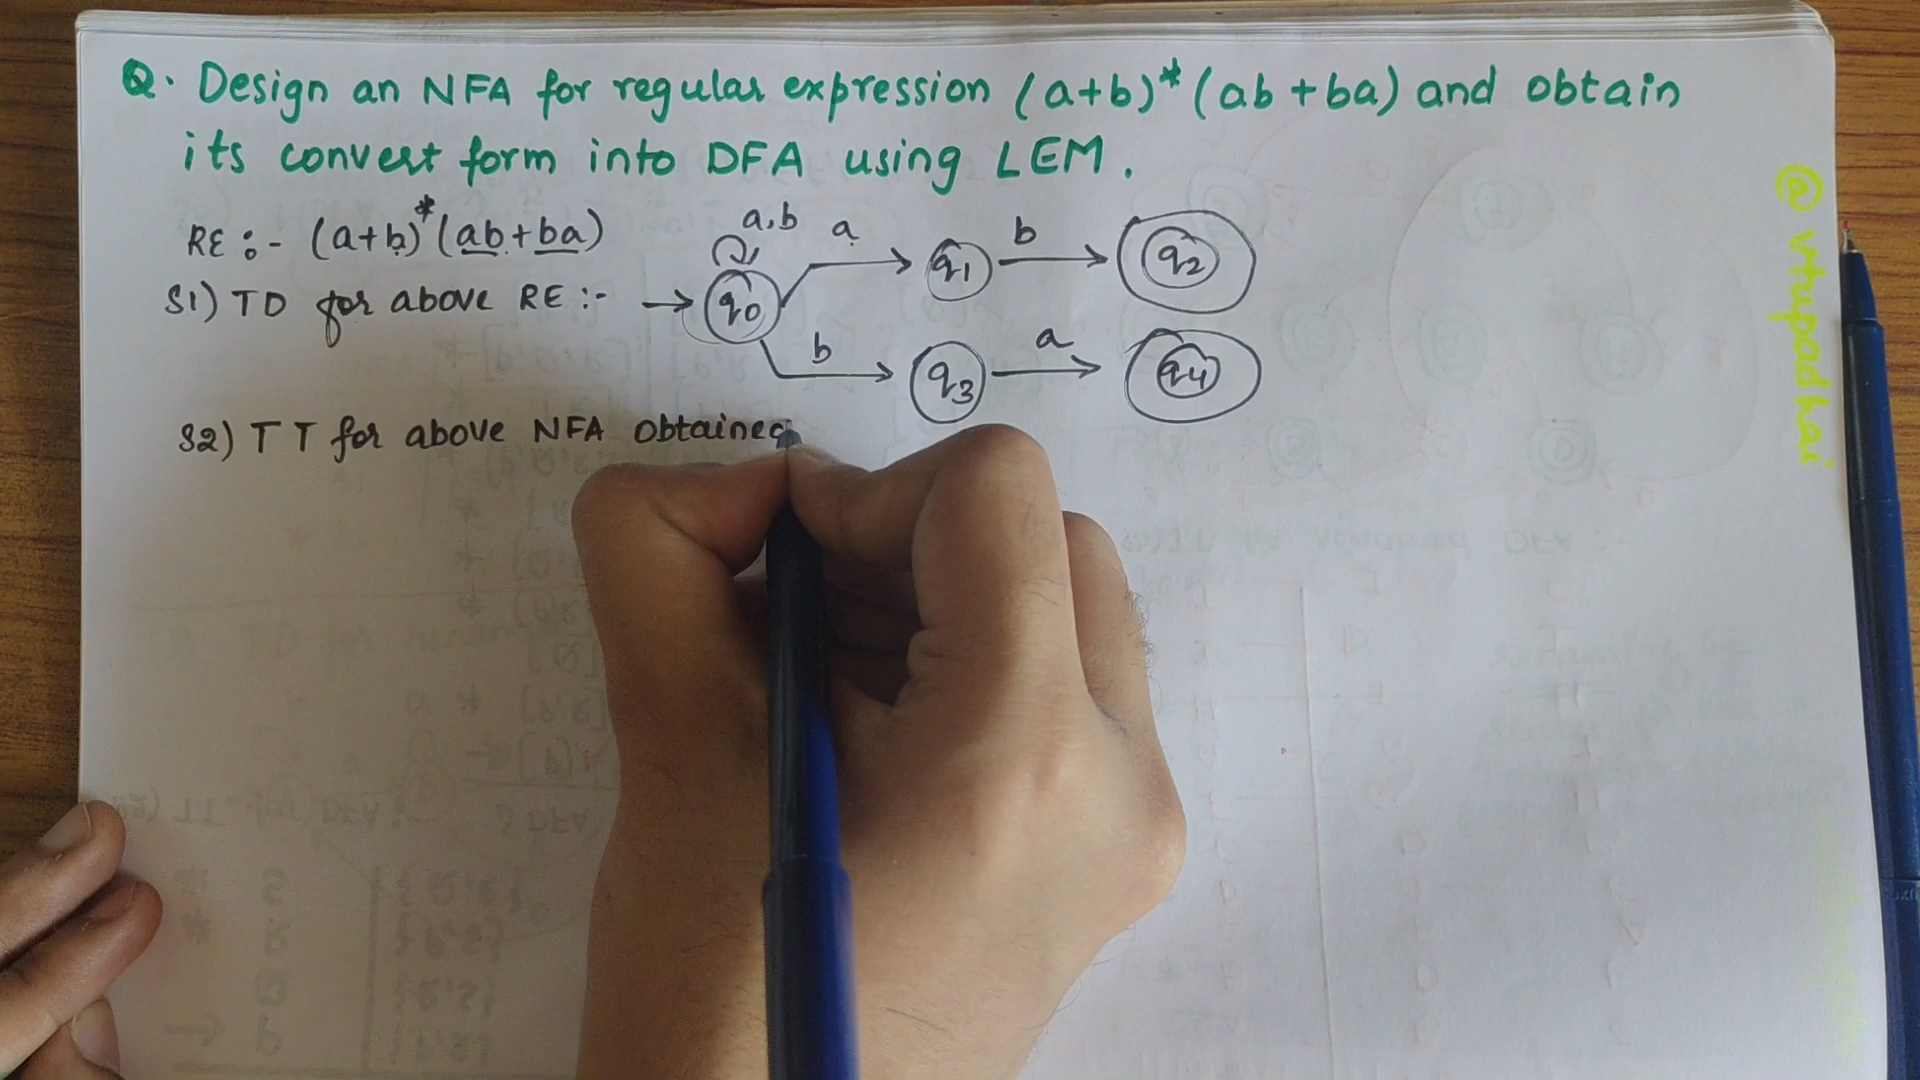 Q. Design an NFA for regular expression (a+b)*(ab+ba) and obtain
its convert form into DFA using LEM.
RE :- (a+b)*(ab+ba)
S1) TD for above RE :-
a,b
a
b
q0
q1
q2
b
a
q3
q4
S2) TT for above NFA obtained
@vtupadhai